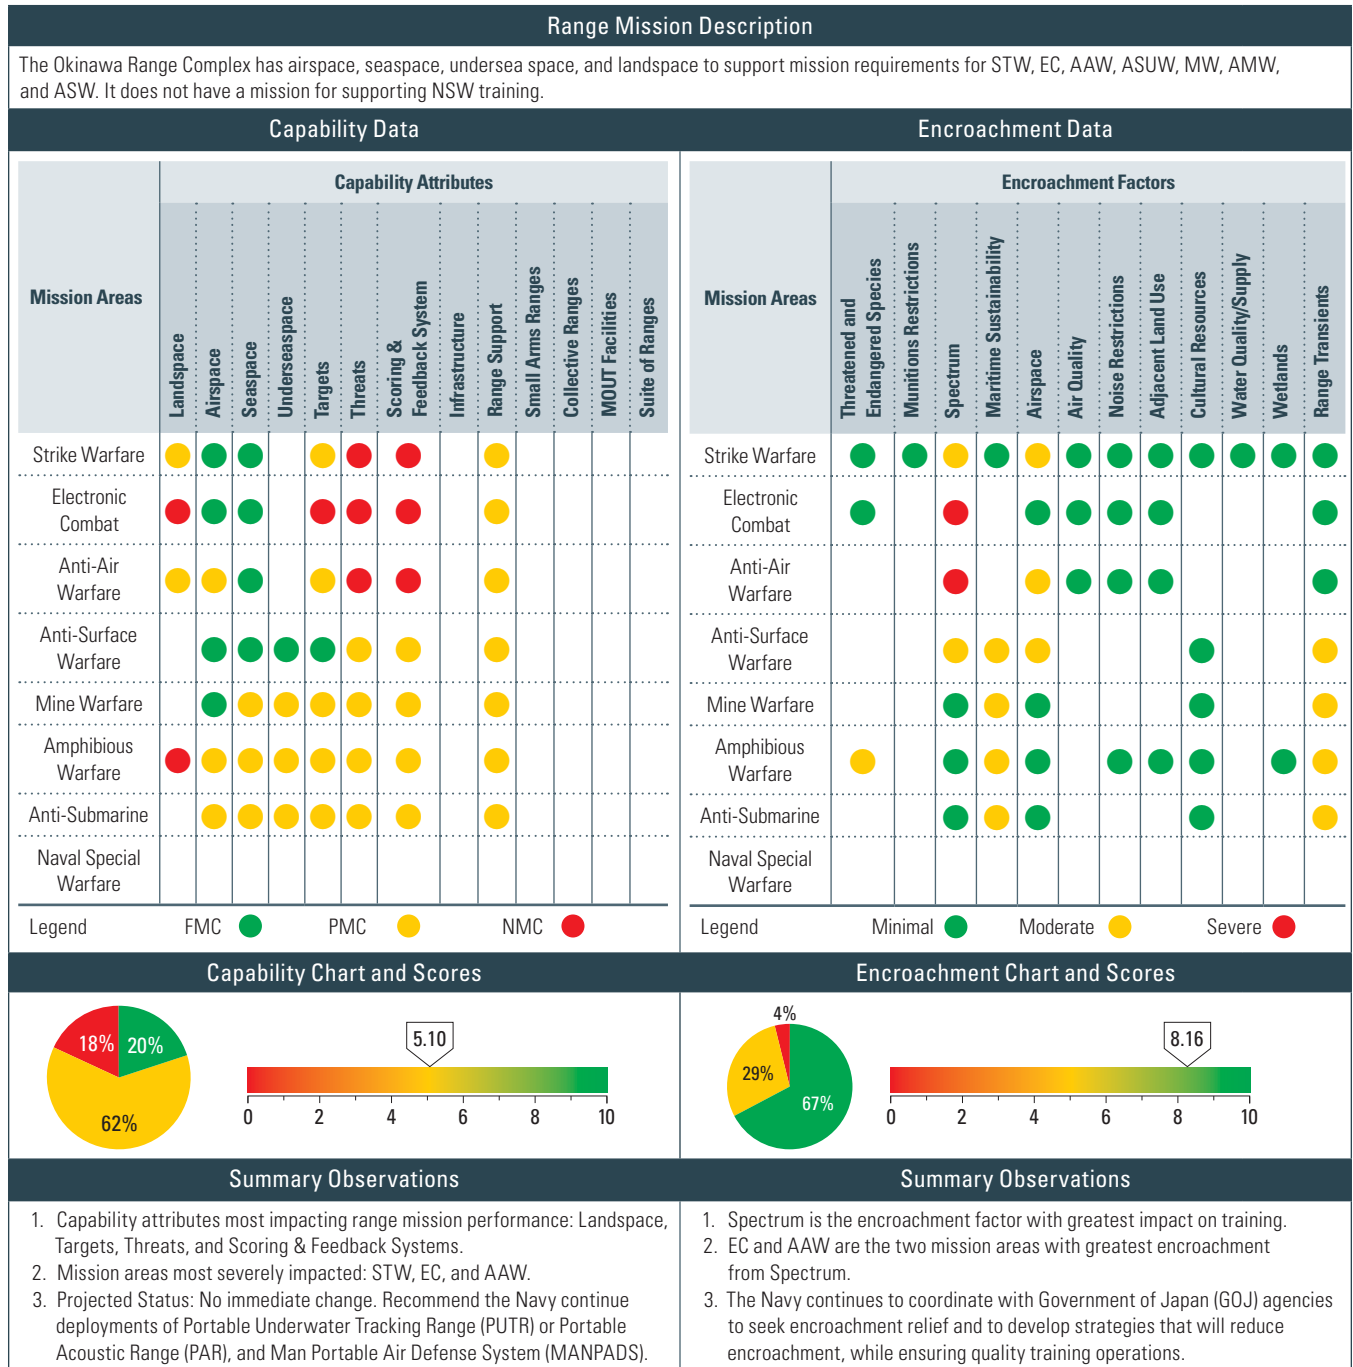 Range Mission Description
The Okinawa Range Complex has airspace, seaspace, undersea space, and landspace to support mission requirements for STW, EC, AAW, ASUW, MW, AMW,
and ASW. It does not have a mission for supporting NSW training.
Capability Data
Capability Attributes
Mission Areas
Landspace
Airspace
Seaspace
Underseaspace
Targets
Threats
Scoring &
Feedback System
Infrastructure
Range Support
Small Arms Ranges
Collective Ranges
MOUT Facilities
Suite of Ranges
Strike Warfare
Electronic
Combat
Anti-Air
Warfare
Anti-Surface
Warfare
Mine Warfare
Amphibious
Warfare
Anti-Submarine
Naval Special
Warfare
Legend FMC PMC NMC
Encroachment Data
Encroachment Factors
Mission Areas
Threatened and
Endangered Species
Munitions Restrictions
Spectrum
Maritime Sustainability
Airspace
Air Quality
Noise Restrictions
Adjacent Land Use
Cultural Resources
Water Quality/Supply
Wetlands
Range Transients
Strike Warfare
Electronic
Combat
Anti-Air
Warfare
Anti-Surface
Warfare
Mine Warfare
Amphibious
Warfare
Anti-Submarine
Naval Special
Warfare
Legend Minimal Moderate Severe
Capability Chart and Scores
18% 20%
62%
5.10
0 2 4 6 8 10
Encroachment Chart and Scores
4%
29%
67%
8.16
0 2 4 6 8 10
Summary Observations
1. Capability attributes most impacting range mission performance: Landspace,
Targets, Threats, and Scoring & Feedback Systems.
2. Mission areas most severely impacted: STW, EC, and AAW.
3. Projected Status: No immediate change. Recommend the Navy continue
deployments of Portable Underwater Tracking Range (PUTR) or Portable
Acoustic Range (PAR), and Man Portable Air Defense System (MANPADS).
Summary Observations
1. Spectrum is the encroachment factor with greatest impact on training.
2. EC and AAW are the two mission areas with greatest encroachment
from Spectrum.
3. The Navy continues to coordinate with Government of Japan (GOJ) agencies
to seek encroachment relief and to develop strategies that will reduce
encroachment, while ensuring quality training operations.